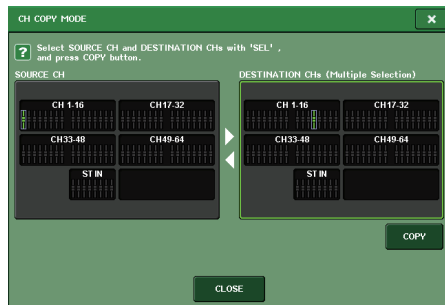 CH COPY MODE
Select SOURCE CH and DESTINATION CHs with 'SEL' ,
and press COPY button.
SOURCE CH
DESTINATION CHs (Multiple Selection)
CH 1-16
CH17-32
CH 1-16
CH17-32
CH33-48
CH49-64
CH33-48
CH49-64
ST IN
ST IN
COPY
CLOSE